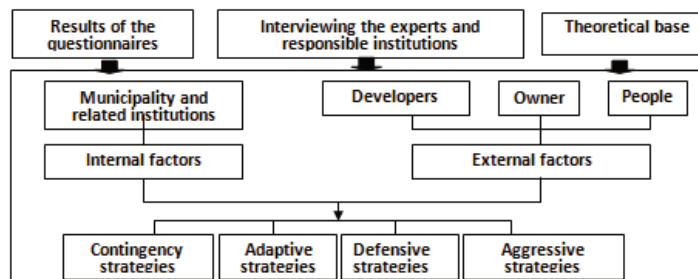 Results of the
questionnaires
Interviewing the experts and
responsible institutions
Theoretical base
Municipality and
related institutions
Developers
Owner
People
Internal factors
External factors
Contingency
strategies
Adaptive
strategies
Defensive
strategies
Aggressive
strategies